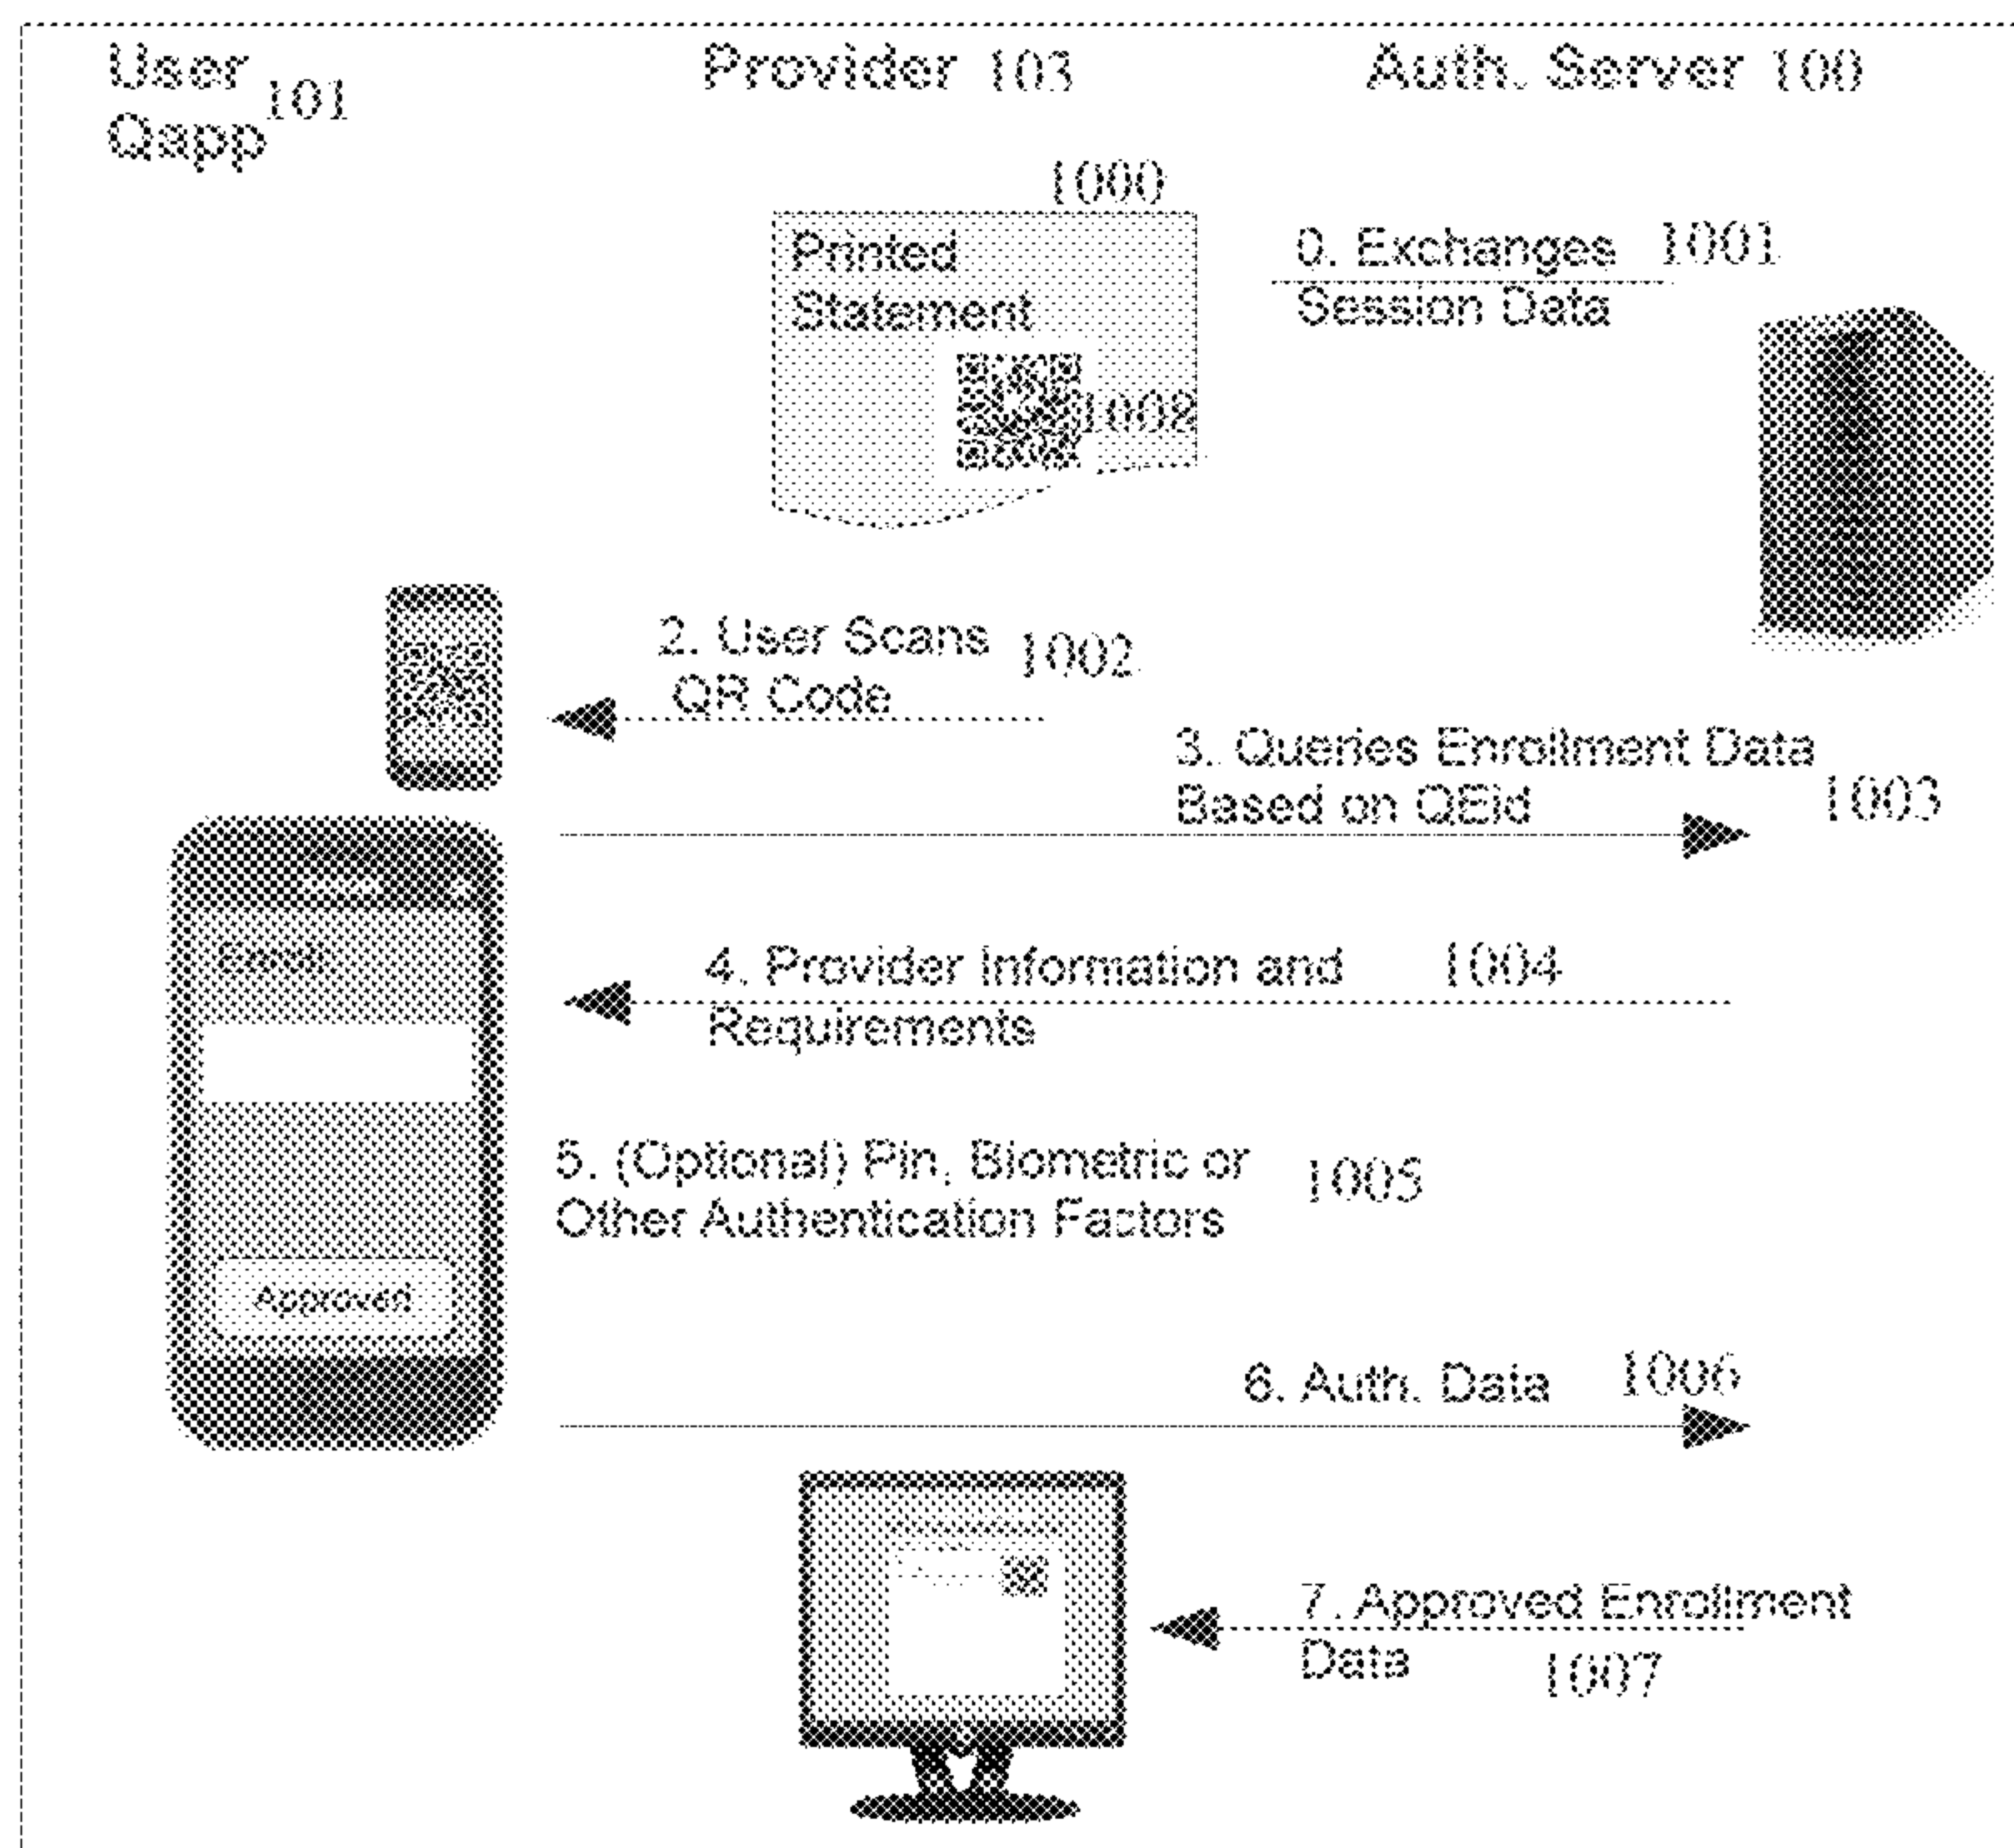 User
Qapp 101
Provider 103
Auth. Server 100
1000
Printed
Statement
1002
0. Exchanges 1001
Session Data
2. User Scans 1002
QR Code
3. Queries Enrollment Data
Based on QEid 1003
4. Provider Information and 1004
Requirements
5. (Optional) Pin, Biometric or 1005
Other Authentication Factors
Approved
6. Auth. Data 1006
7. Approved Enrollment
Data 1007